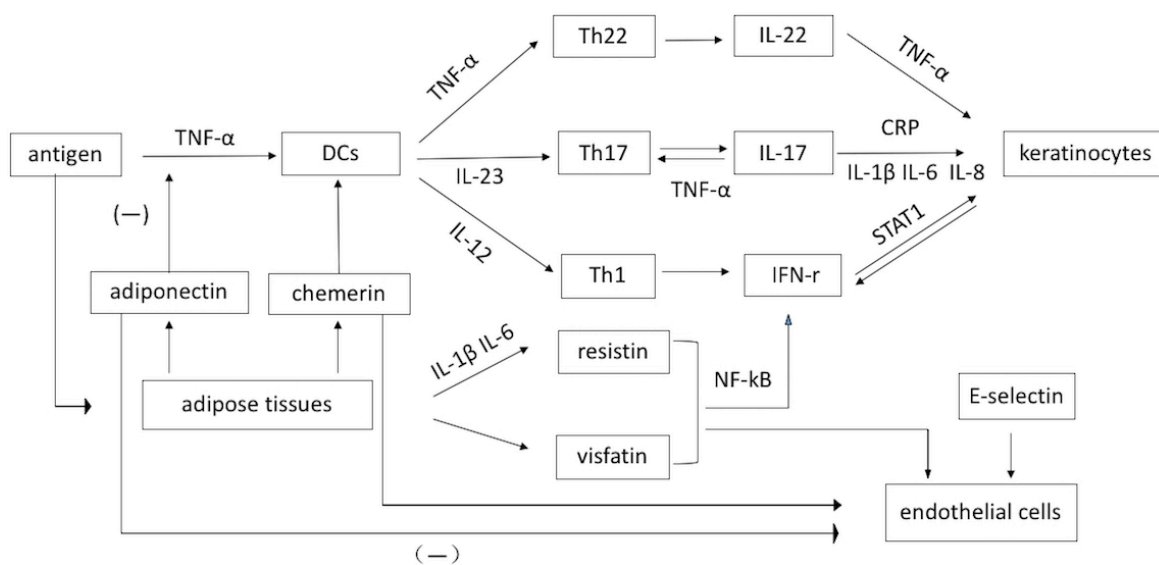 Th22
IL-22
TNF-α
TNF-α
antigen
TNF-α
DCs
IL-23
Th17
TNF-α
IL-17
CRP
IL-1β IL-6 IL-8
keratinocytes
(—)
IL-12
Th1
IFN-r
STAT1
adiponectin
chemerin
IL-1β IL-6
resistin
NF-kB
adipose tissues
E-selectin
visfatin
endothelial cells
(—)